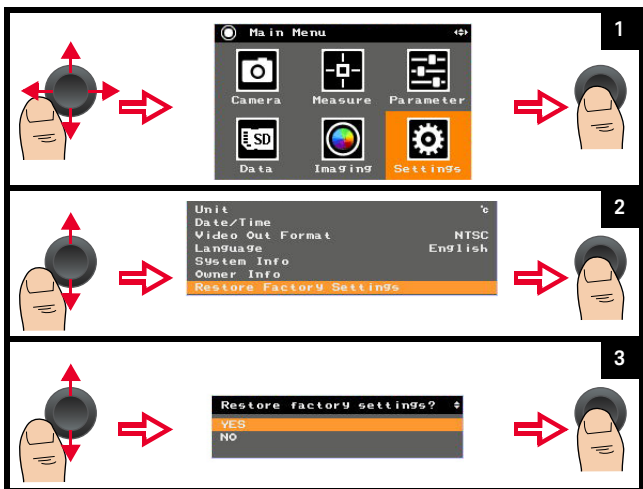 1
Main Menu
Camera Measure Parameter
SD
Data Imaging Settings
2
Unit °c
Date/Time
Video Out Format NTSC
Language English
System Info
Owner Info
Restore Factory Settings
3
Restore factory settings?
YES
NO